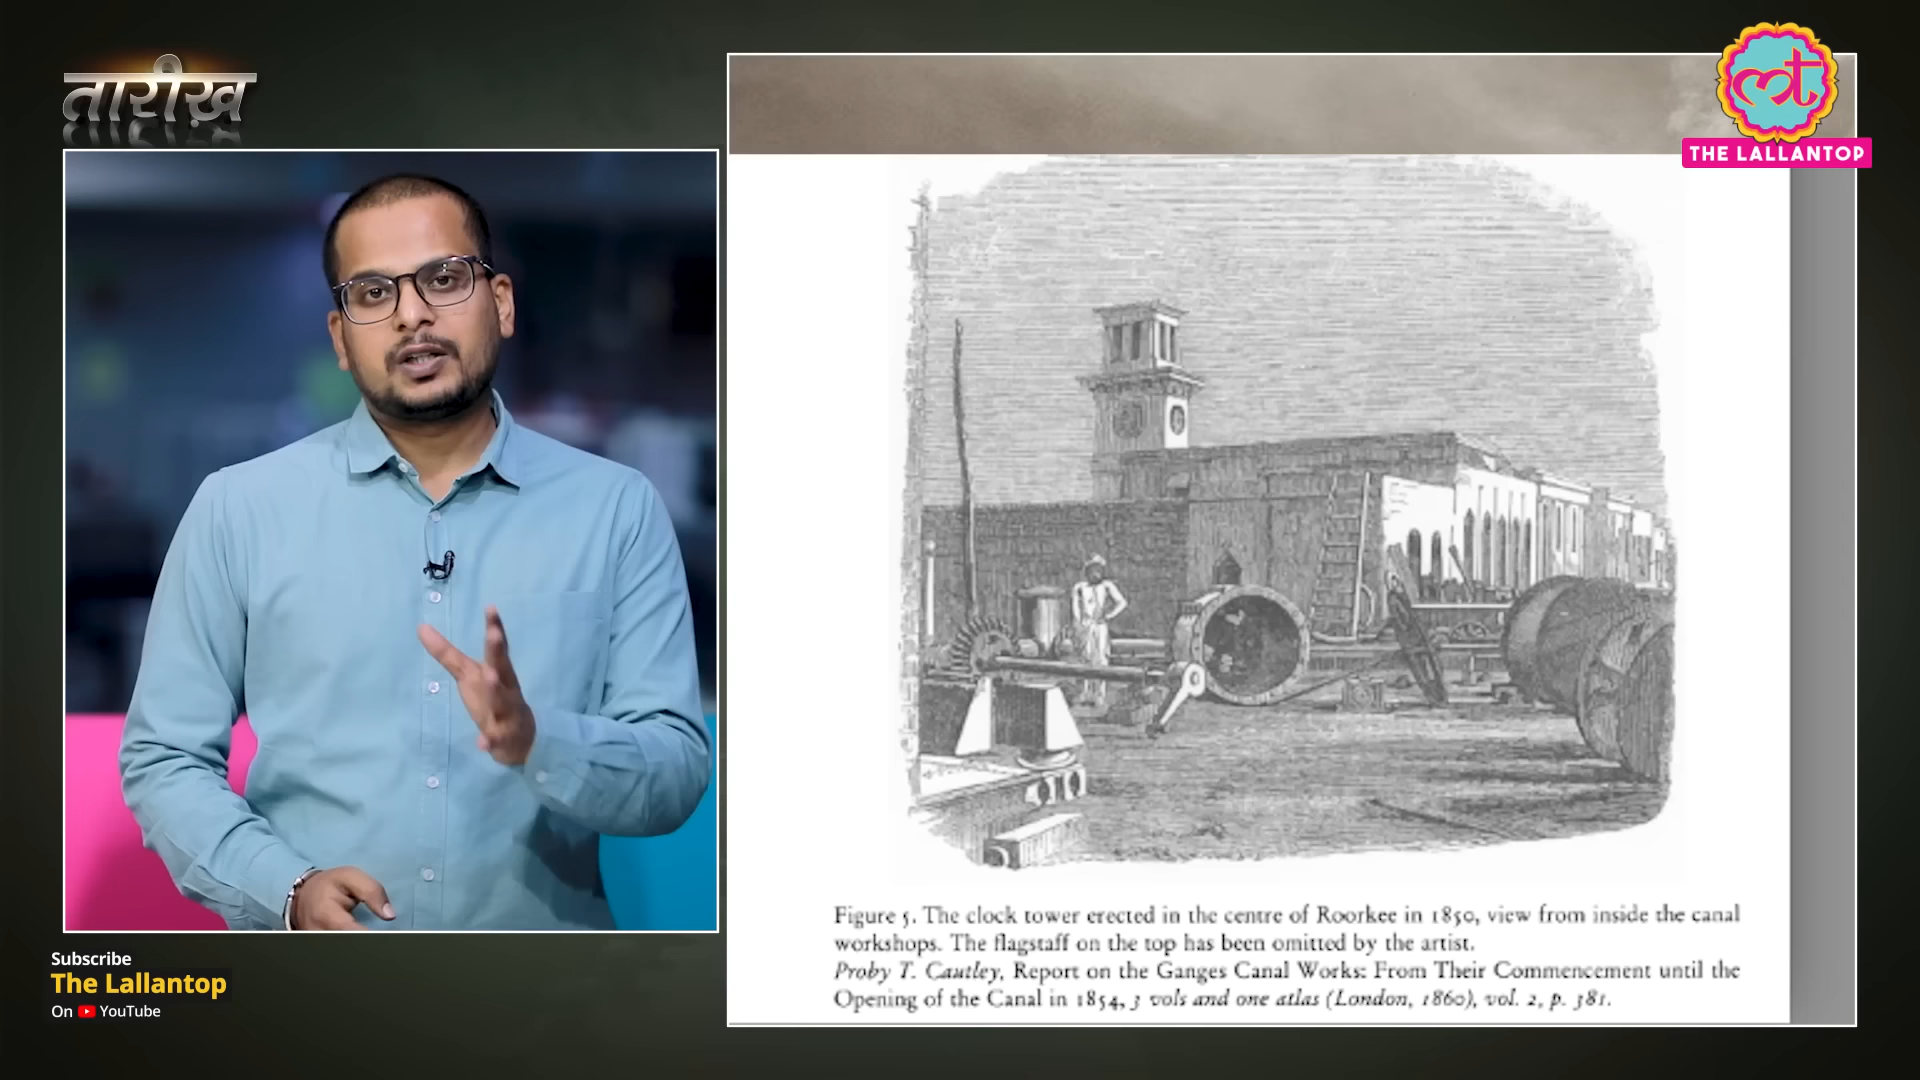 तारीख़
THE LALLANTOP
Figure 5. The clock tower erected in the centre of Roorkee in 1850, view from inside the canal
workshops. The flagstaff on the top has been omitted by the artist.
Proby T. Cautley, Report on the Ganges Canal Works: From Their Commencement until the
Opening of the Canal in 1854, 3 vols and one atlas (London, 1860), vol. 2, p. 381.
Subscribe
The Lallantop
On YouTube